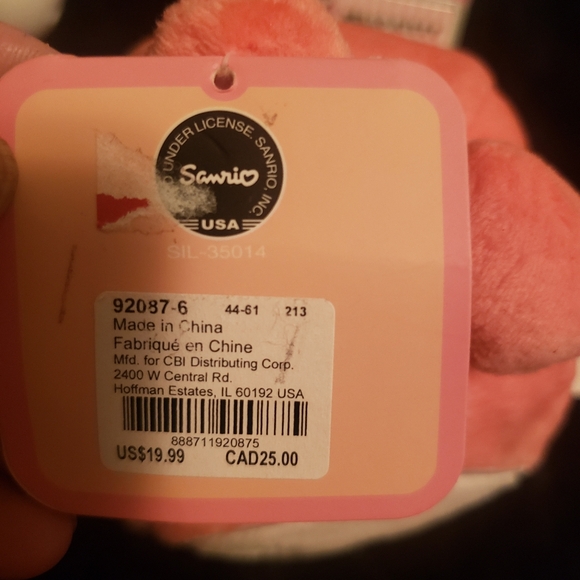 D UNDER LICENSE. SANRIO, INC.
Sanrio
USA
SIL-35014
92087-6 44-61 213
Made in China
Fabriqué en Chine
Mfd. for CBI Distributing Corp.
2400 W Central Rd.
Hoffman Estates, IL 60192 USA
888711920875
US$19.99 CAD25.00